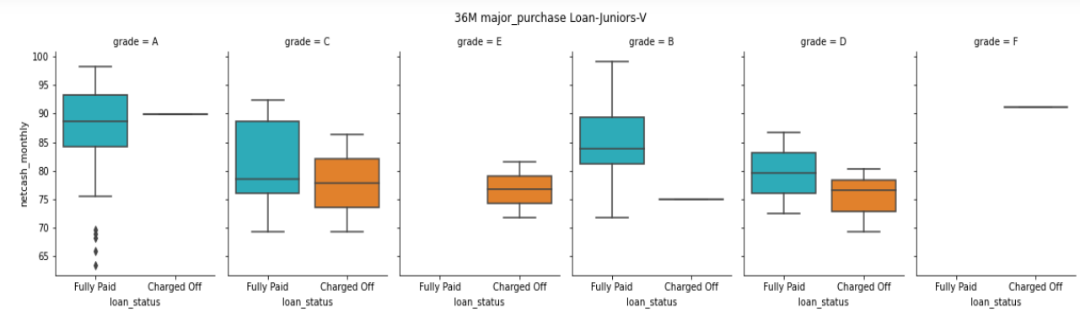 36M major_purchase Loan-Juniors-V
grade = A grade = C grade = E grade = B grade = D grade = F
100
95
90
85
80
75
70
65
netcash_monthly
Fully Paid Charged Off Fully Paid Charged Off Fully Paid Charged Off Fully Paid Charged Off Fully Paid Charged Off Fully Paid Charged Off
loan_status loan_status loan_status loan_status loan_status loan_status